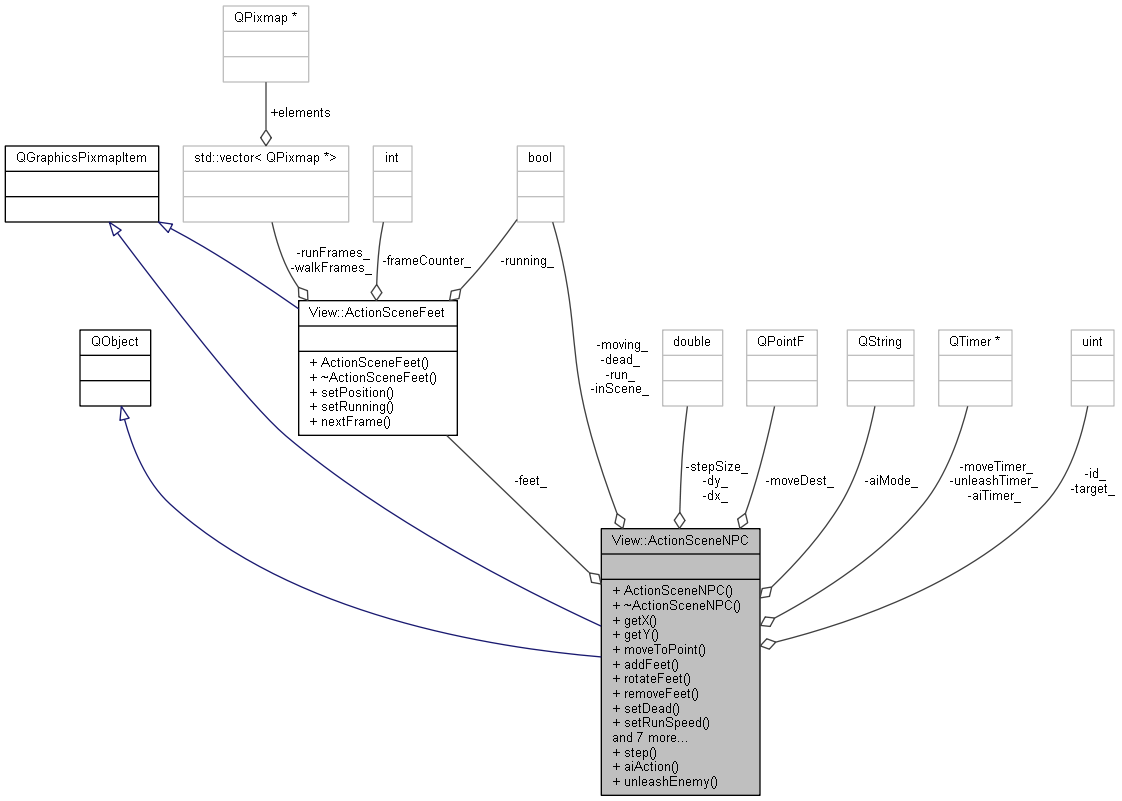 QPixmap *
+elements
QGraphicsPixmapItem
std::vector< QPixmap *>
int
bool
-runFrames_
-walkFrames_
-frameCounter_
-running_
View::ActionSceneFeet
+ ActionSceneFeet()
+ ~ActionSceneFeet()
+ setPosition()
+ setRunning()
+ nextFrame()
QObject
-moving_
-dead_
-run_
-inScene_
double
QPointF
QString
QTimer *
uint
-feet_
-stepSize_
-dy_
-dx_
-moveDest_
-aiMode_
-moveTimer_
-unleashTimer_
-aiTimer_
-id_
-target_
View::ActionSceneNPC
+ ActionSceneNPC()
+ ~ActionSceneNPC()
+ getX()
+ getY()
+ moveToPoint()
+ addFeet()
+ rotateFeet()
+ removeFeet()
+ setDead()
+ setRunSpeed()
and 7 more...
+ step()
+ aiAction()
+ unleashEnemy()